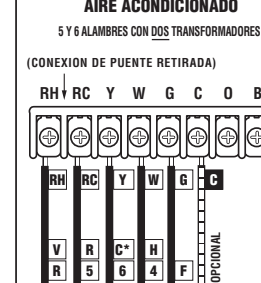 AIRE ACONDICIONADO
5 Y 6 ALAMBRES CON DOS TRANSFORMADORES
(CONEXION DE PUENTE RETIRADA)
RH RC Y W G C O B
RH RC Y W G C
V R C* H
R 5 6 4 F
OPCIONAL